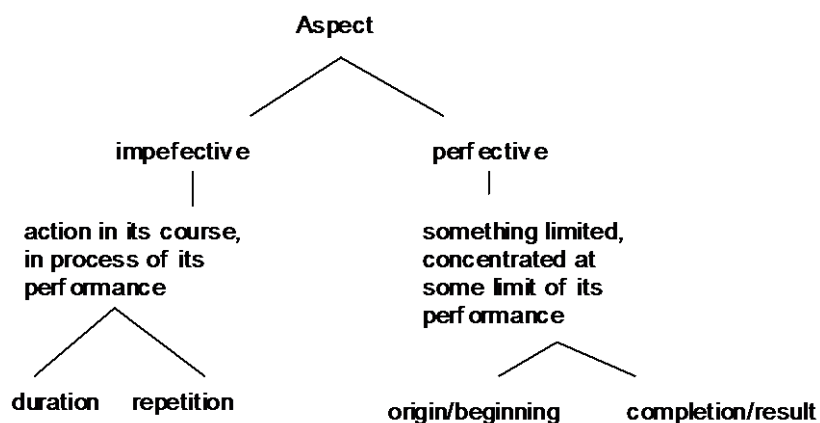 Aspect
impefective perfective
action in its course,
in process of its
performance
something limited,
concentrated at
some limit of its
performance
duration repetition
origin/beginning completion/result